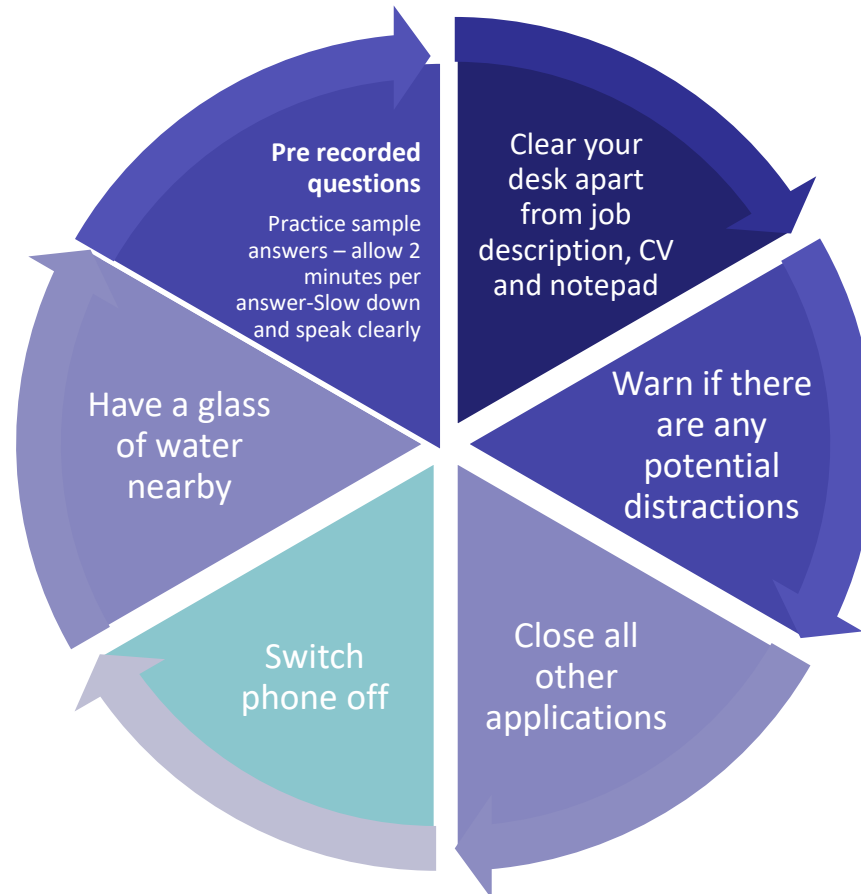 Clear your
desk apart
from job
description, CV
and notepad
Warn if there
are any
potential
distractions
Close all
other
applications
Switch
phone off
Have a glass
of water
nearby
Pre recorded
questions
Practice sample
answers – allow 2
minutes per
answer-Slow down
and speak clearly